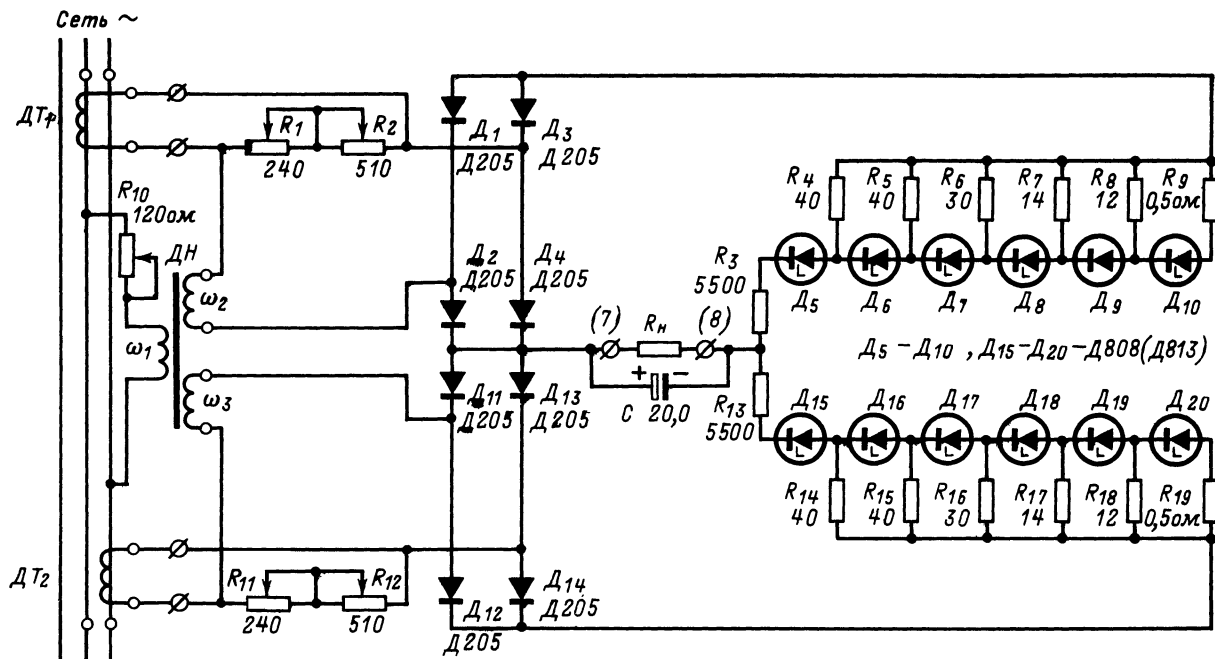 Сеть ~
ДТр
R1
240
R2
510
Д1
Д205
Д3
Д205
R10
120ом
ДН
ω1
ω2
ω3
Д2
Д205
Д4
Д205
R4
40
R5
40
R6
30
R7
14
R8
12
R9
0,5ом
Д5
Д6
Д7
Д8
Д9
Д10
R3
5500
(7)
Rн
(8)
+
−
С 20,0
Д5 – Д10 , Д15 – Д20 – Д808(Д813)
Д11
Д205
Д13
Д205
R13
5500
Д15
Д16
Д17
Д18
Д19
Д20
R14
40
R15
40
R16
30
R17
14
R18
12
R19
0,5ом
ДТ2
R11
240
R12
510
Д12
Д205
Д14
Д205